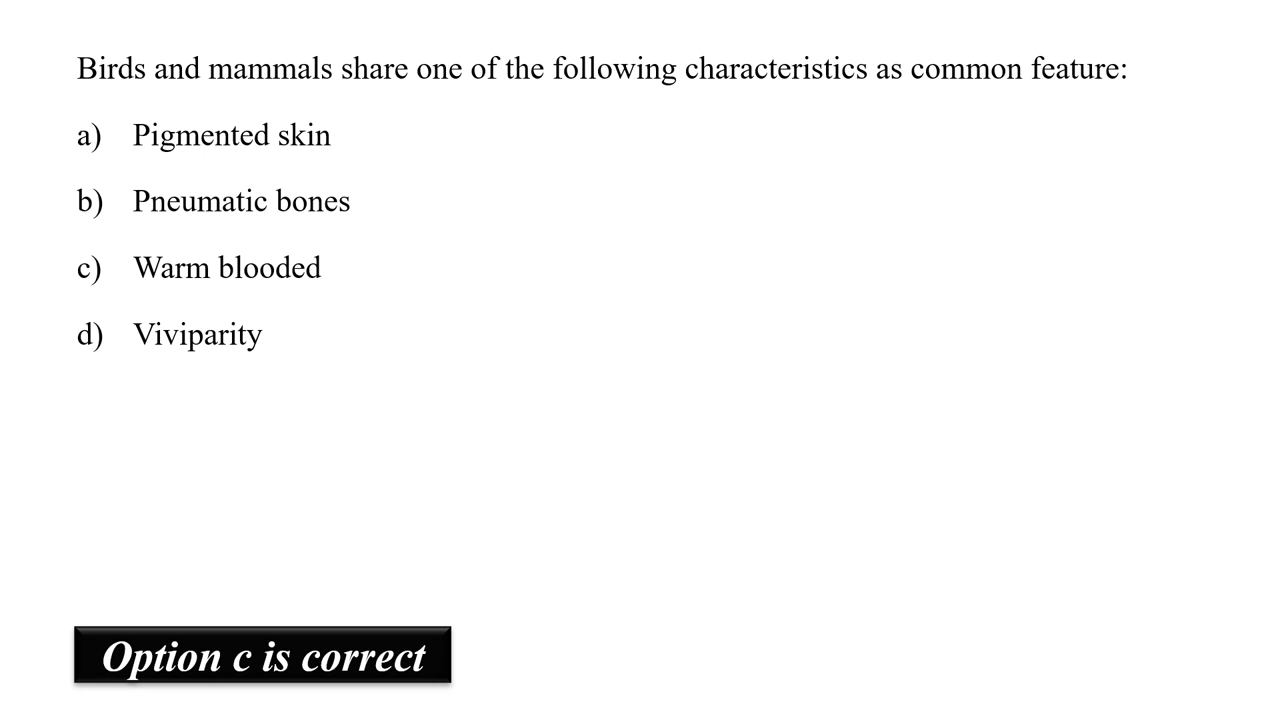 Birds and mammals share one of the following characteristics as common feature:
a) Pigmented skin
b) Pneumatic bones
c) Warm blooded
d) Viviparity
Option c is correct